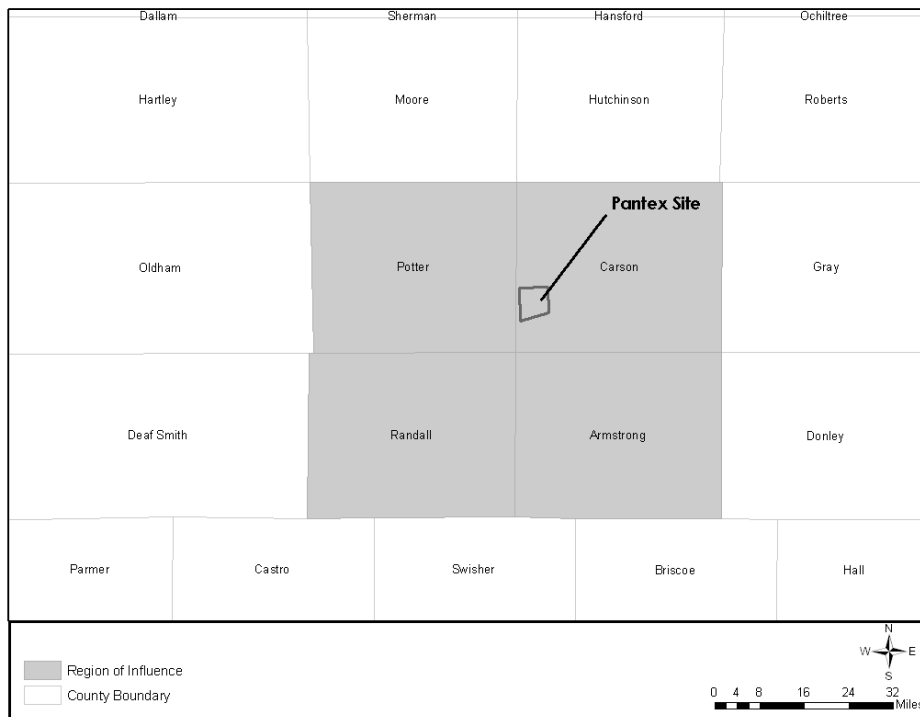 Dallam Sherman Hansford Ochiltree
Hartley Moore Hutchinson Roberts
Pantex Site
Oldham Potter Carson Gray
Deaf Smith Randall Armstrong Donley
Parmer Castro Swisher Briscoe Hall
Region of Influence
County Boundary
N
W E
S
0 4 8 16 24 32
Miles